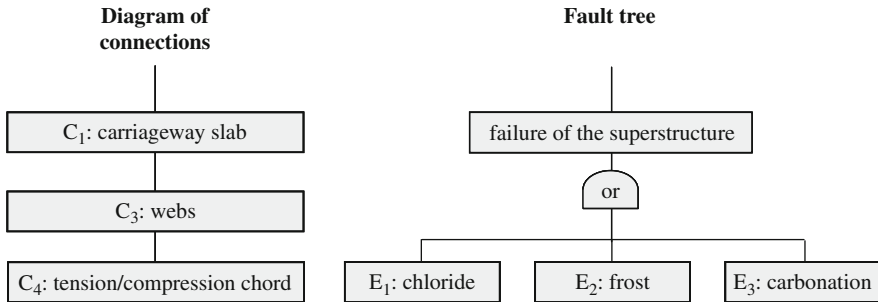 Diagram of
connections
C₁: carriageway slab
C₃: webs
C₄: tension/compression chord
Fault tree
failure of the superstructure
or
E₁: chloride
E₂: frost
E₃: carbonation